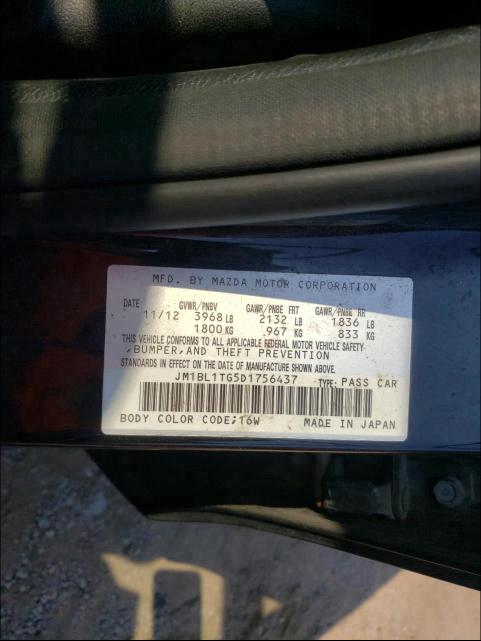 MFD. BY MAZDA MOTOR CORPORATION
DATE GVWR/PNBV GAWR/PNBE FRT GAWR/PNBE RR
11/12 3968 LB 2132 LB 1836 LB
1800 KG .967 KG 833 KG
THIS VEHICLE CONFORMS TO ALL APPLICABLE FEDERAL MOTOR VEHICLE SAFETY
,BUMPER,AND THEFT PREVENTION
STANDARDS IN EFFECT ON THE DATE OF MANUFACTURE SHOWN ABOVE.
JM1BL1TG5D1756437 TYPE: PASS CAR
BODY COLOR CODE;16W MADE IN JAPAN